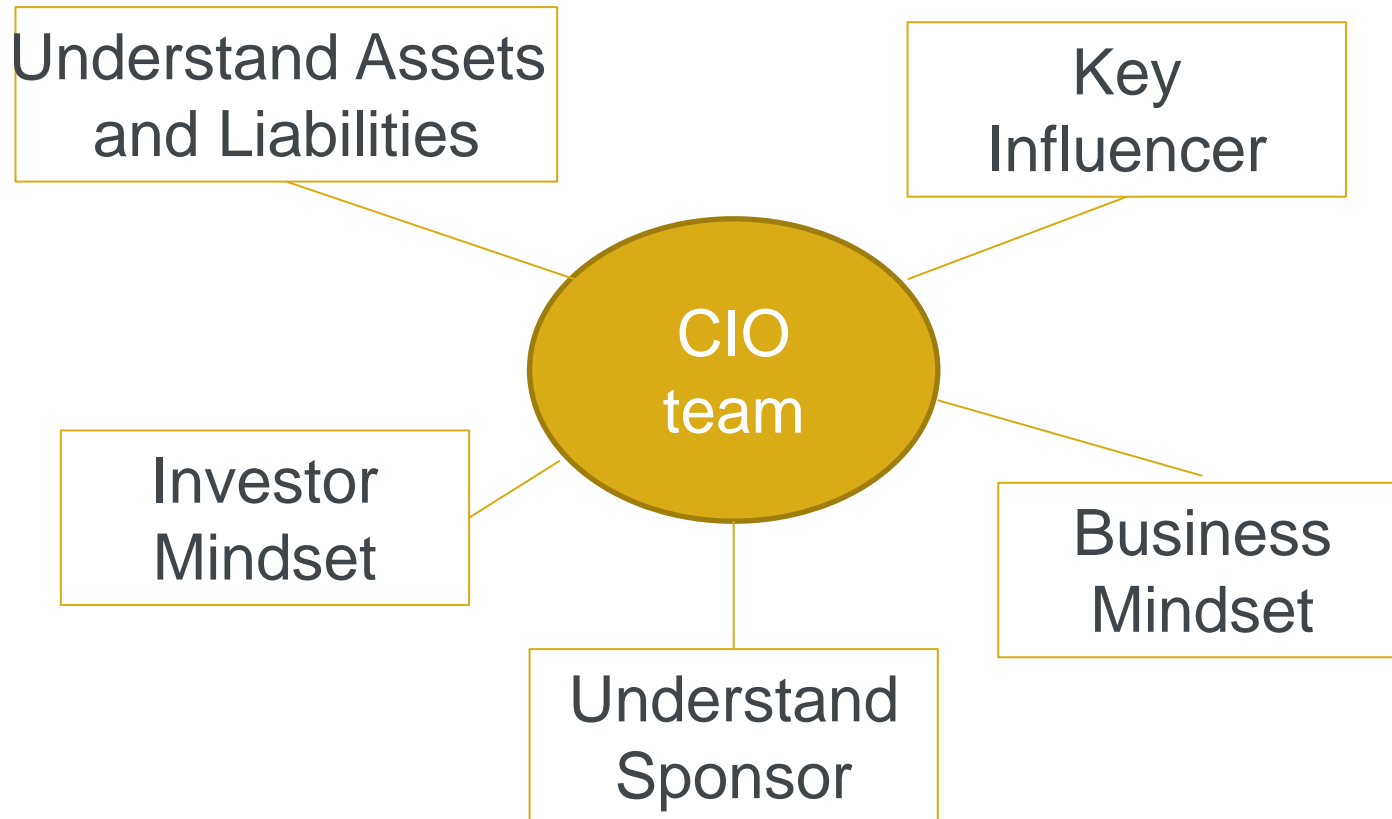 Understand Assets
and Liabilities
Key
Influencer
CIO
team
Investor
Mindset
Business
Mindset
Understand
Sponsor